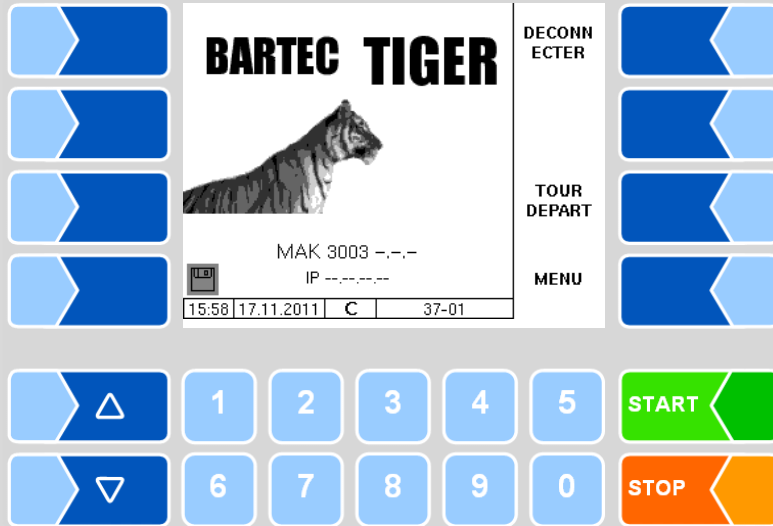 BARTEC TIGER
DECONN
ECTER
TOUR
DEPART
MAK 3003 -.-.-
IP --.--.--.--
MENU
15:58 17.11.2011 C 37-01
1 2 3 4 5 START
6 7 8 9 0 STOP